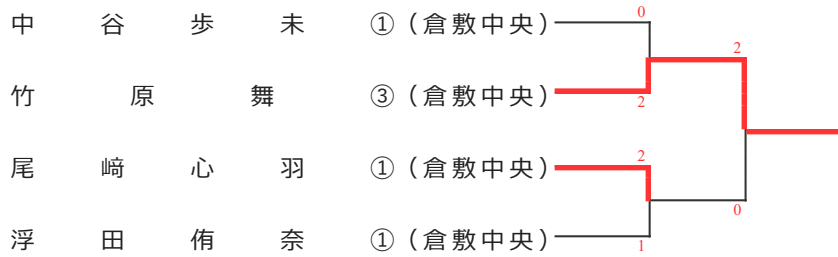 中谷歩未 ①（倉敷中央） 0
2
竹原舞 ③（倉敷中央） 2
尾﨑心羽 ①（倉敷中央） 2
0
浮田侑奈 ①（倉敷中央） 1